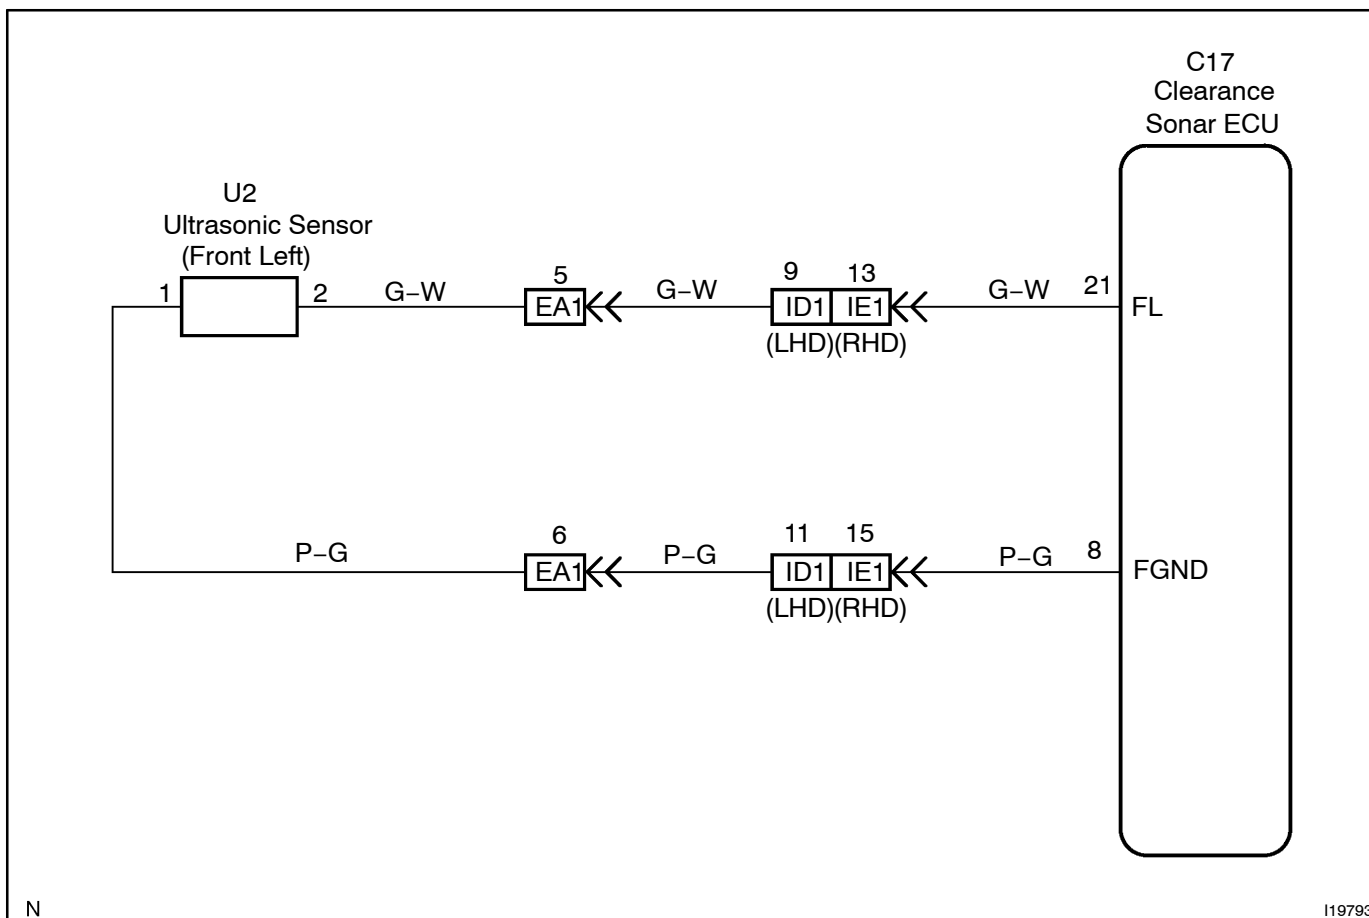 C17
Clearance
Sonar ECU
U2
Ultrasonic Sensor
(Front Left)
1 2 G–W 5 G–W 9 13 G–W 21
EA1 ID1 IE1 FL
(LHD)(RHD)
P–G 6 P–G 11 15 P–G 8
EA1 ID1 IE1 FGND
(LHD)(RHD)
N I19793